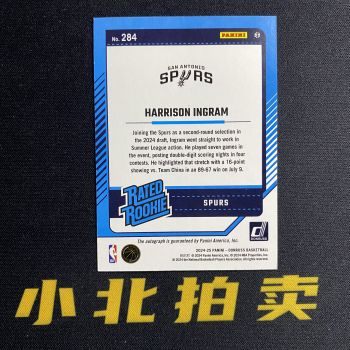 No. 284
PANINI
SAN ANTONIO
SPURS
HARRISON INGRAM
Joining the Spurs as a second-round selection
in the 2024 draft, Ingram went straight to work in
Summer League action. He played seven games in
the event, posting double-digit scoring nights in four
contests. He highlighted that stretch with a 16-point
showing vs. Team China in an 89-67 win on July 9.
RATED
ROOKIE
SPURS
DONRUSS
The autograph is guaranteed by Panini America, Inc.
2024-25 PANINI - DONRUSS BASKETBALL
NBA
小北拍卖